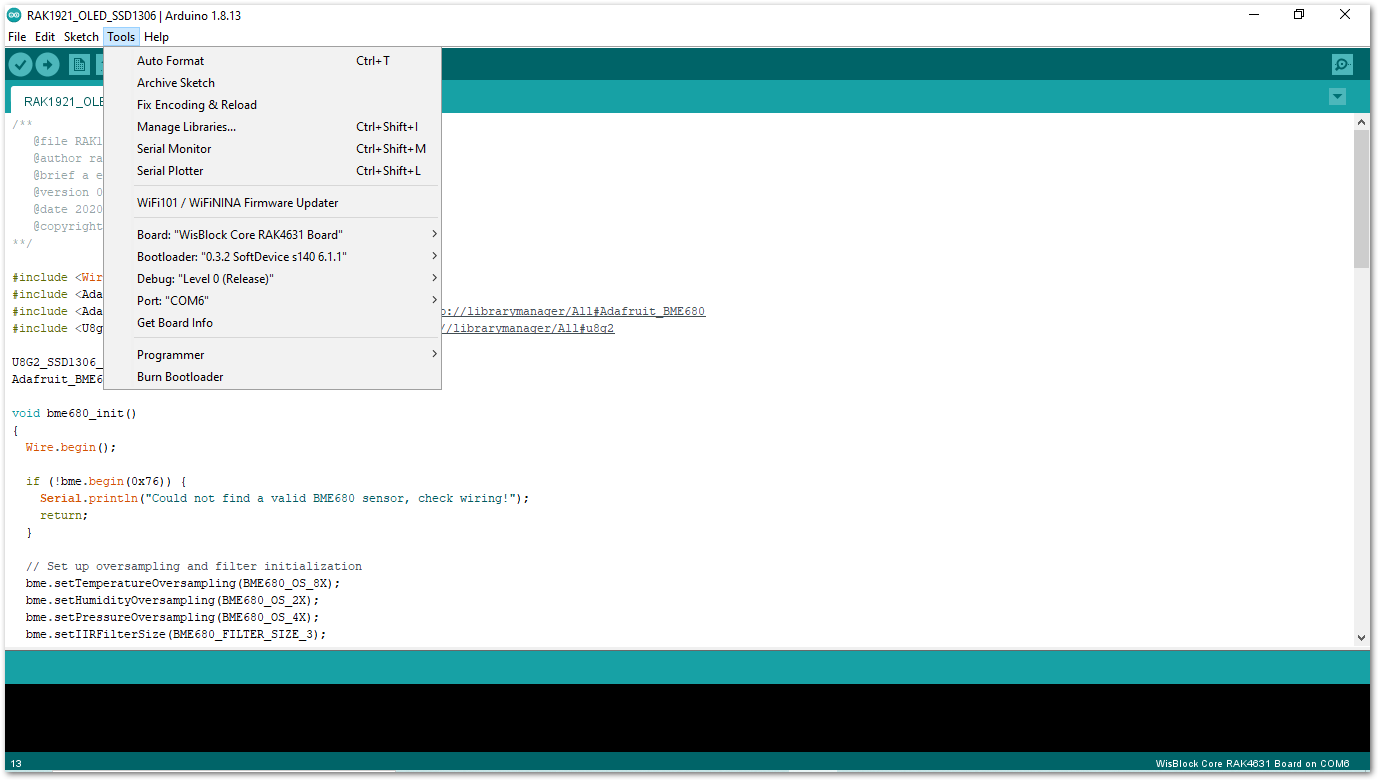 RAK1921_OLED_SSD1306 | Arduino 1.8.13
File Edit Sketch Tools Help
Auto Format Ctrl+T
Archive Sketch
Fix Encoding & Reload
Manage Libraries... Ctrl+Shift+I
Serial Monitor Ctrl+Shift+M
Serial Plotter Ctrl+Shift+L
WiFi101 / WiFiNINA Firmware Updater
Board: "WisBlock Core RAK4631 Board"
Bootloader: "0.3.2 SoftDevice s140 6.1.1"
Debug: "Level 0 (Release)"
Port: "COM6"
Get Board Info
Programmer
Burn Bootloader
RAK1921_OLE
/**
@file RAK1
@author ra
@brief a e
@version 0
@date 2020
@copyright
**/
#include <Wir
#include <Ada
#include <Ada p://librarymanager/All#Adafruit_BME680
#include <U8g //librarymanager/All#u8g2
U8G2_SSD1306_
Adafruit_BME6
void bme680_init()
{
Wire.begin();
if (!bme.begin(0x76)) {
Serial.println("Could not find a valid BME680 sensor, check wiring!");
return;
}
// Set up oversampling and filter initialization
bme.setTemperatureOversampling(BME680_OS_8X);
bme.setHumidityOversampling(BME680_OS_2X);
bme.setPressureOversampling(BME680_OS_4X);
bme.setIIRFilterSize(BME680_FILTER_SIZE_3);
13 WisBlock Core RAK4631 Board on COM6